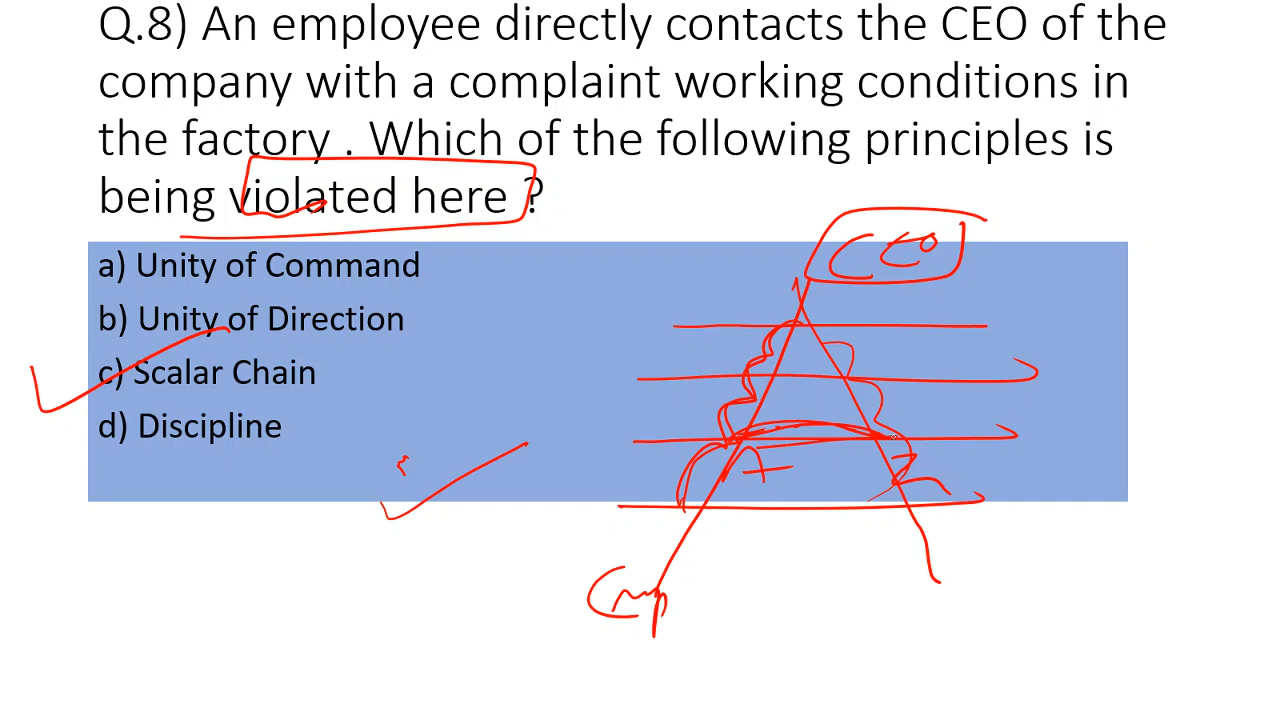 Q.8) An employee directly contacts the CEO of the
company with a complaint working conditions in
the factory . Which of the following principles is
being violated here ?
a) Unity of Command
b) Unity of Direction
c) Scalar Chain
d) Discipline
CEO